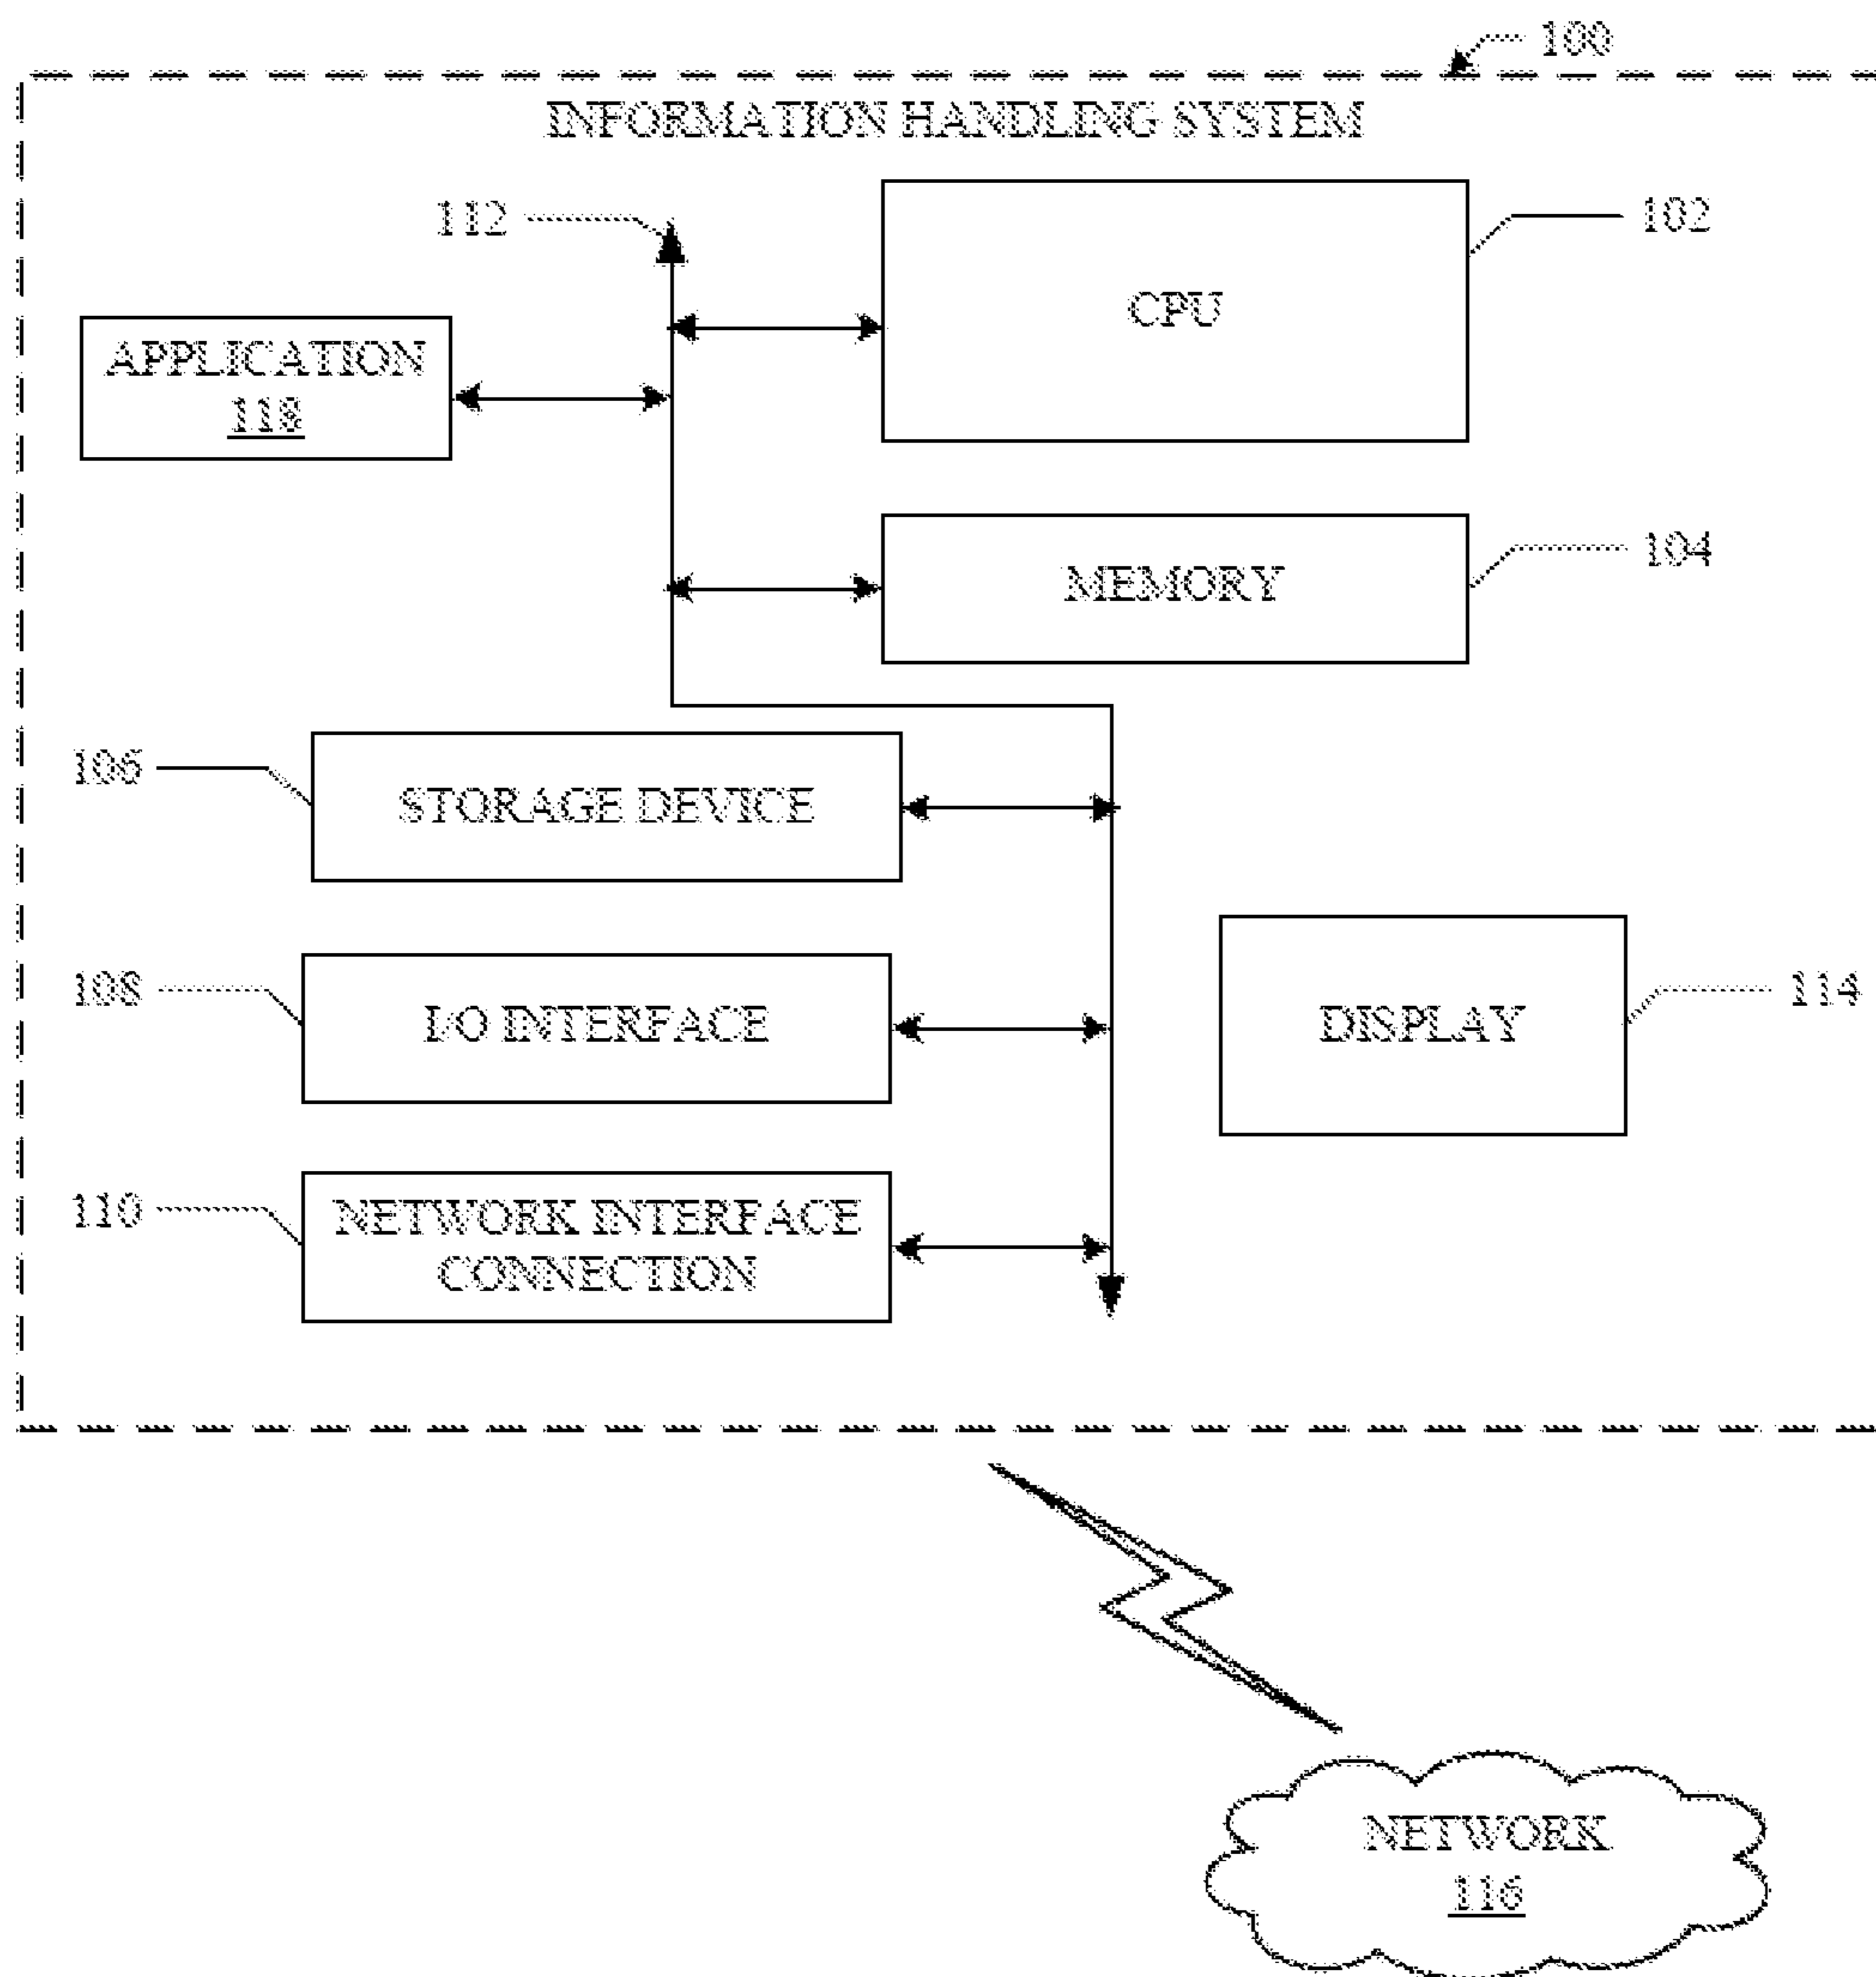 100
INFORMATION HANDLING SYSTEM
112
102
CPU
APPLICATION
118
104
MEMORY
106
STORAGE DEVICE
108
I/O INTERFACE
DISPLAY
114
110
NETWORK INTERFACE
CONNECTION
NETWORK
116